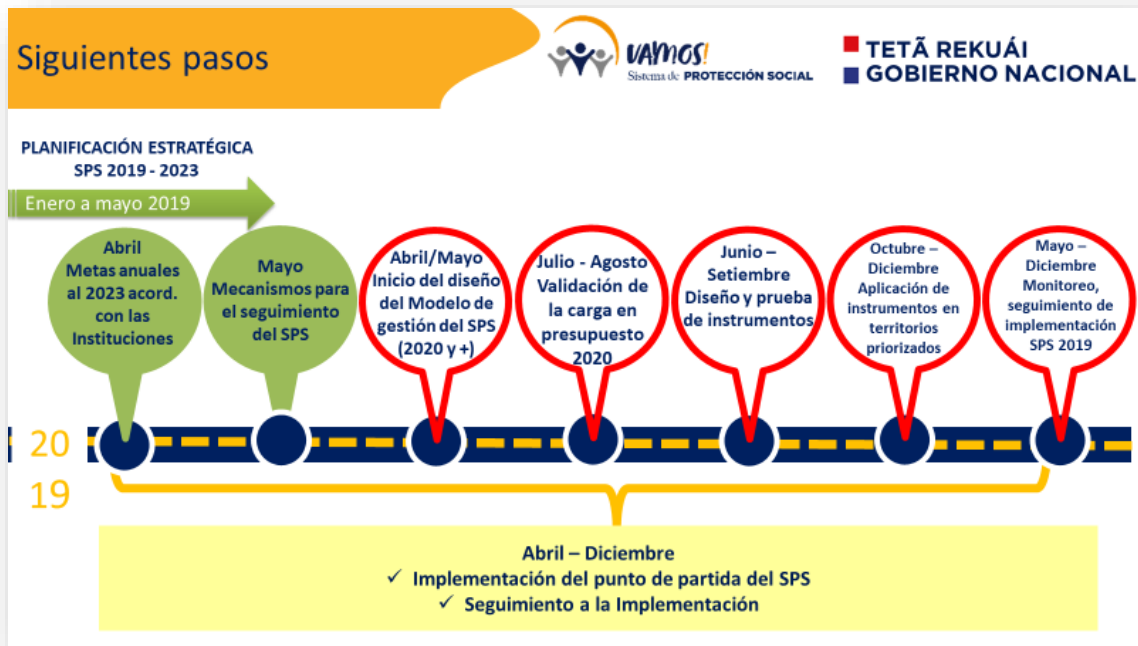 Siguientes pasos
VAMOS!
Sistema de PROTECCIÓN SOCIAL
TETÃ REKUÁI
GOBIERNO NACIONAL
PLANIFICACIÓN ESTRATÉGICA
SPS 2019 - 2023
Enero a mayo 2019
Abril
Metas anuales
al 2023 acord.
con las
Instituciones
Mayo
Mecanismos para
el seguimiento
del SPS
Abril/Mayo
Inicio del diseño
del Modelo de
gestión del SPS
(2020 y +)
Julio - Agosto
Validación de
la carga en
presupuesto
2020
Junio –
Setiembre
Diseño y prueba
de instrumentos
Octubre –
Diciembre
Aplicación de
instrumentos en
territorios
priorizados
Mayo –
Diciembre
Monitoreo,
seguimiento de
implementación
SPS 2019
20
19
Abril – Diciembre
✓ Implementación del punto de partida del SPS
✓ Seguimiento a la Implementación